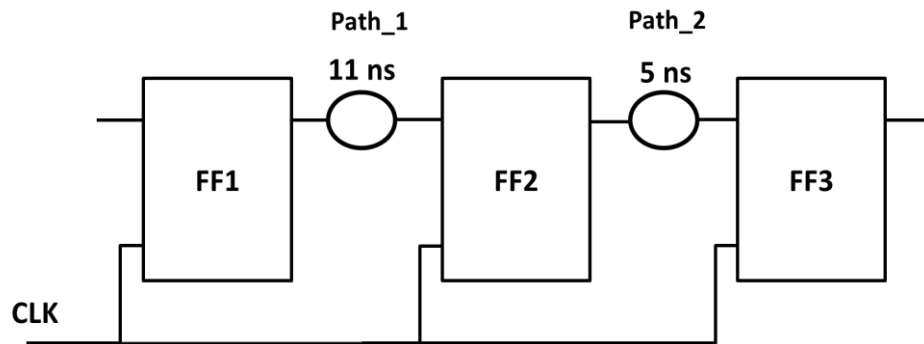 Path_1
Path_2
11 ns
5 ns
FF1
FF2
FF3
CLK